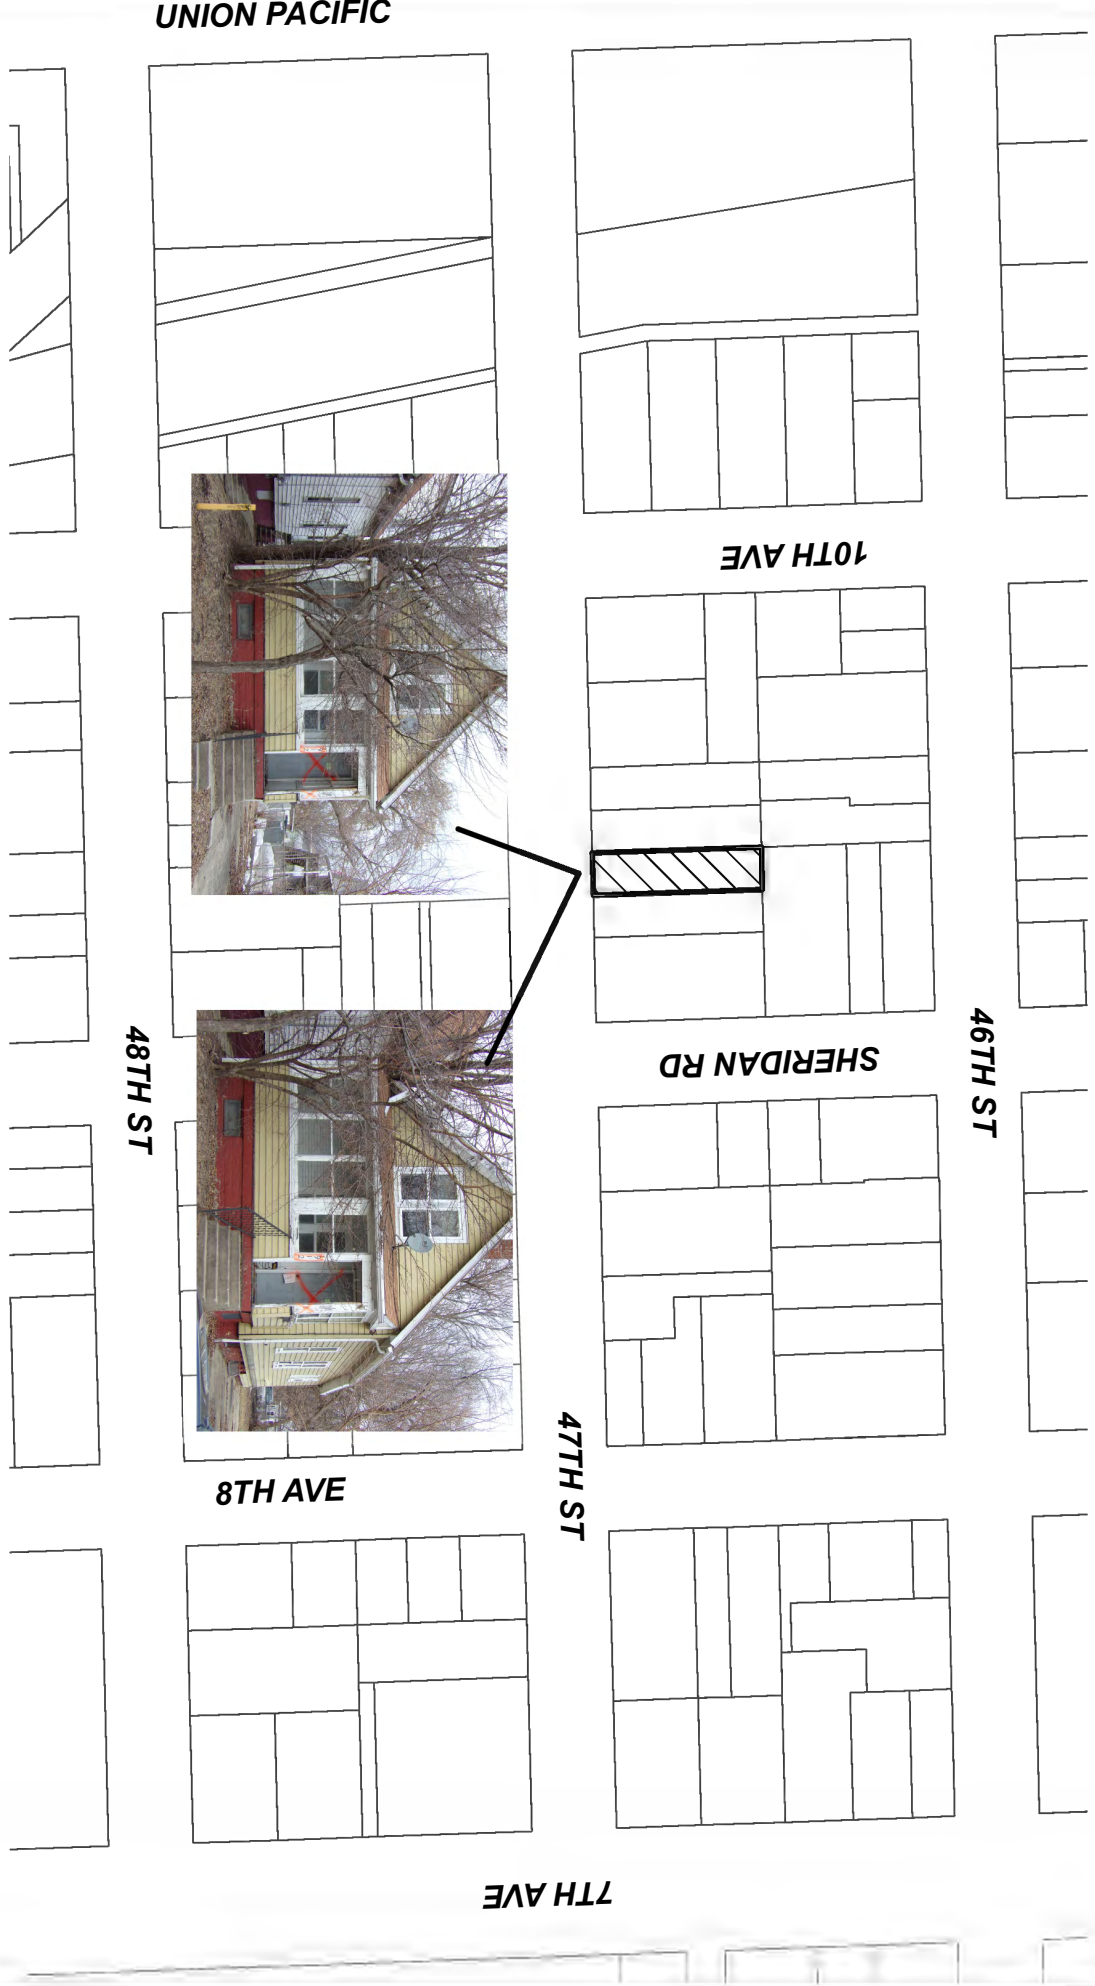 UNION PACIFIC
10TH AVE
48TH ST
SHERIDAN RD
46TH ST
8TH AVE
47TH ST
7TH AVE